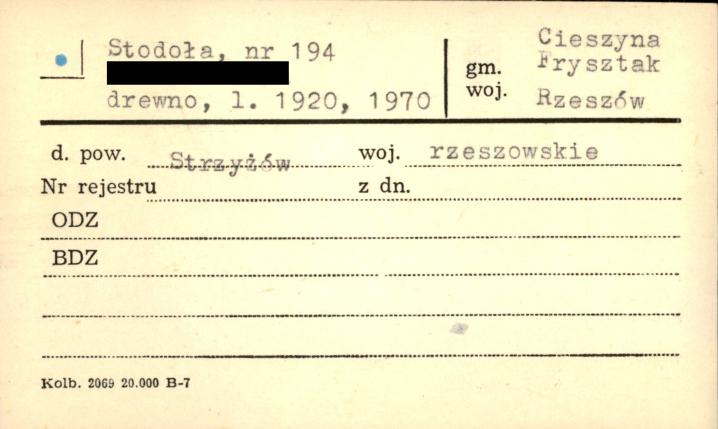 Stodoła, nr 194
drewno, l. 1920, 1970
Cieszyna
gm. Frysztak
woj. Rzeszów
d. pow. Strzyżów woj. rzeszowskie
Nr rejestru z dn.
ODZ
BDZ
Kolb. 2069 20.000 B-7